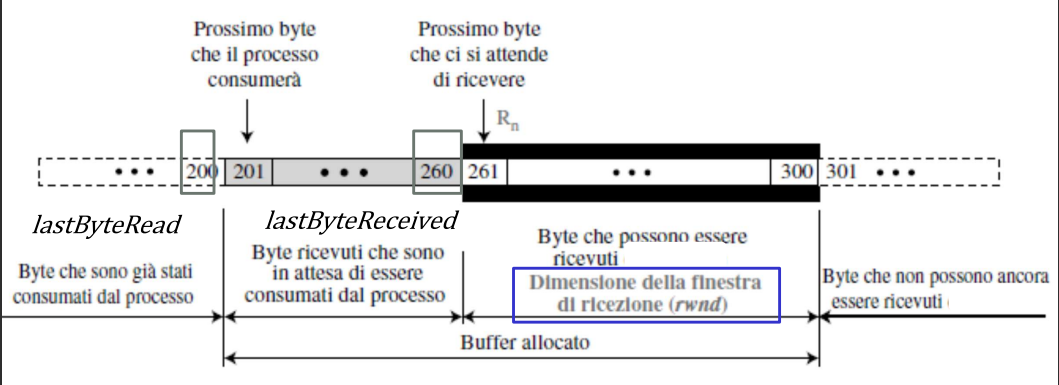 Prossimo byte
che il processo
consumerà
Prossimo byte
che ci si attende
di ricevere
Rn
••• 200 201 ••• 260 261 ••• 300 301 •••
lastByteRead
lastByteReceived
Byte che sono già stati
consumati dal processo
Byte ricevuti che sono
in attesa di essere
consumati dal processo
Byte che possono essere
ricevuti
Dimensione della finestra
di ricezione (rwnd)
Byte che non possono ancora
essere ricevuti
Buffer allocato